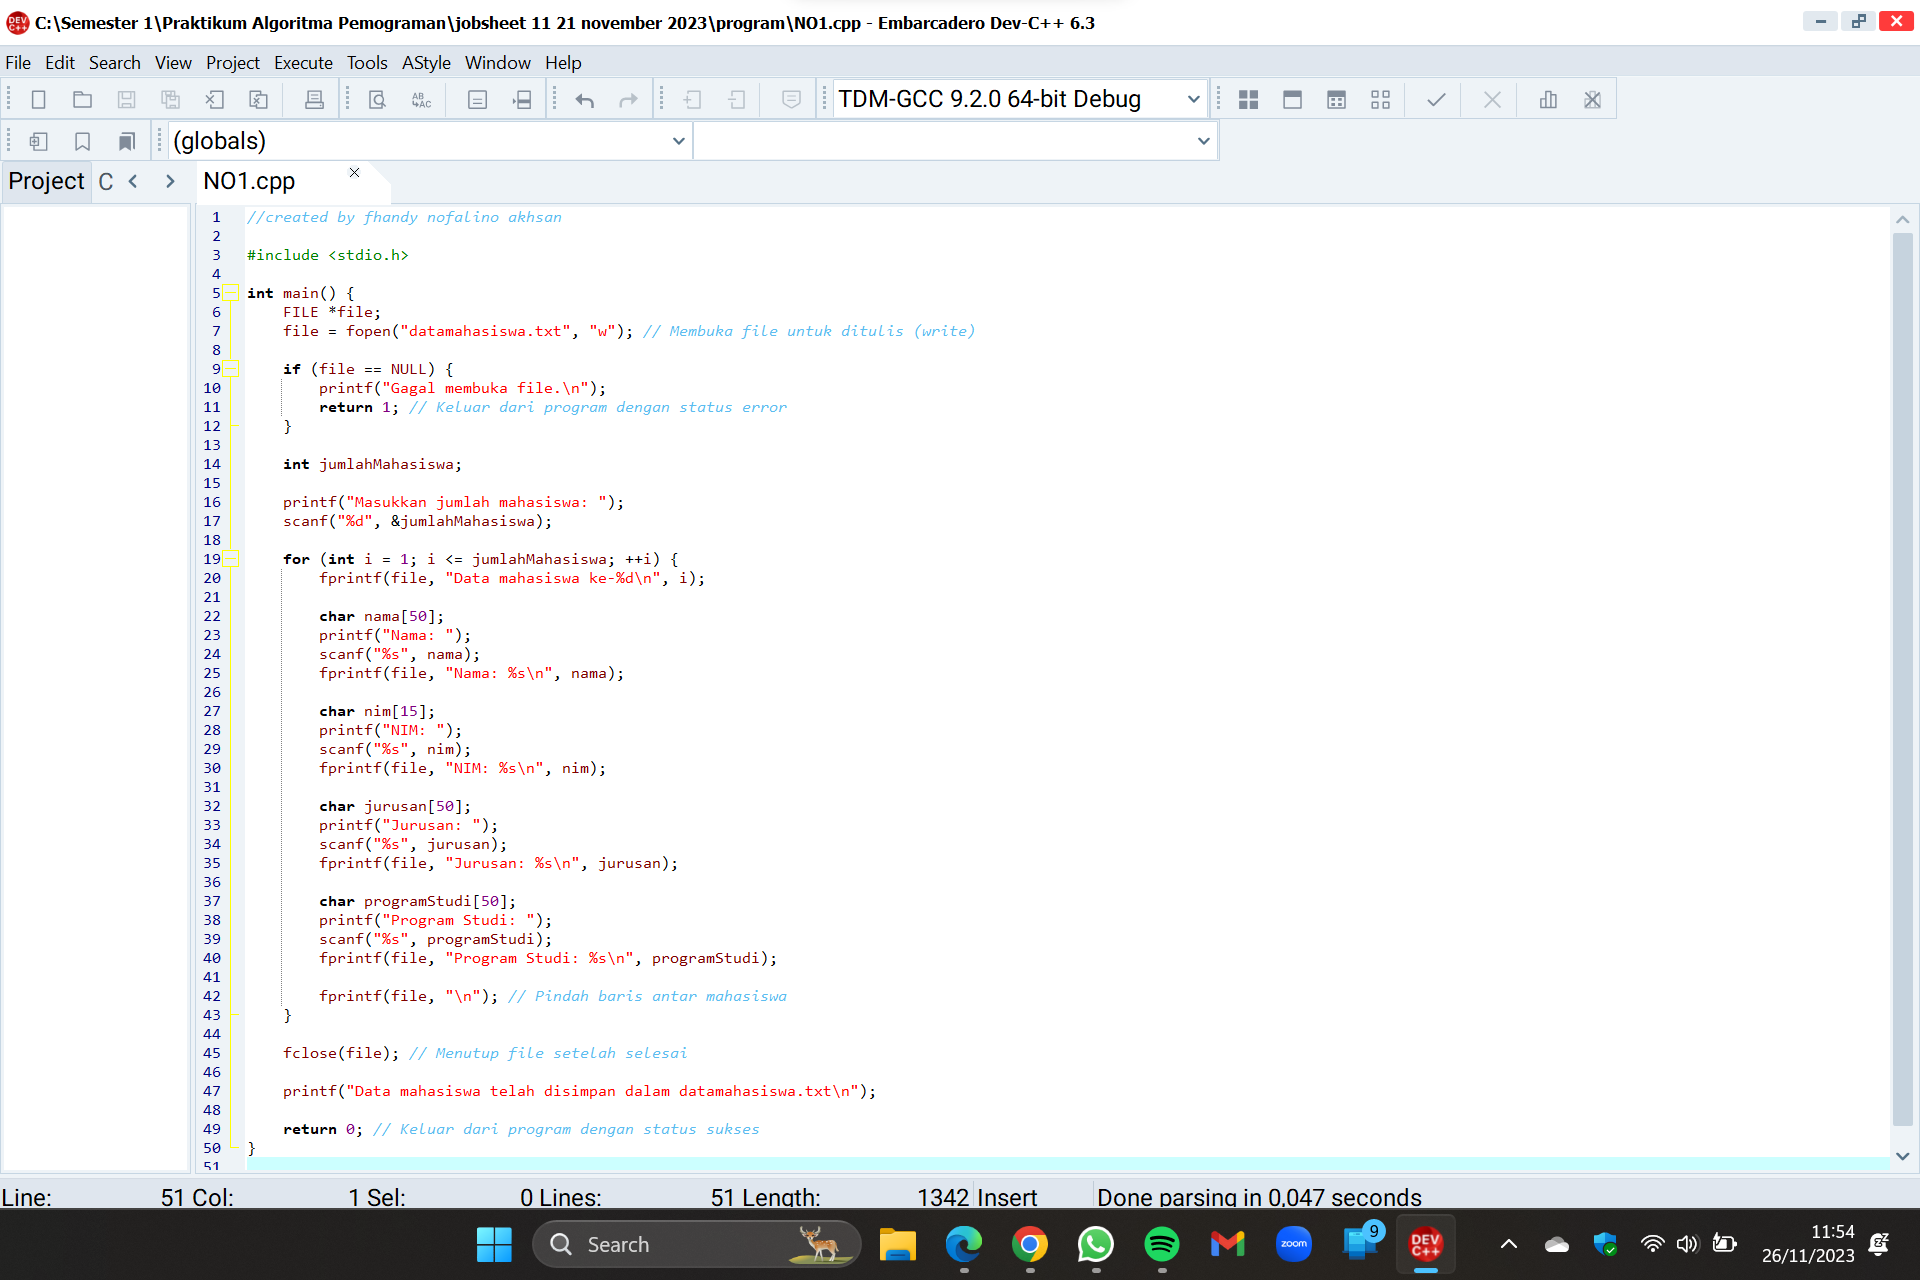 C:\Semester 1\Praktikum Algoritma Pemograman\jobsheet 11 21 november 2023\program\NO1.cpp - Embarcadero Dev-C++ 6.3
File Edit Search View Project Execute Tools AStyle Window Help
TDM-GCC 9.2.0 64-bit Debug
(globals)
Project C NO1.cpp
1 //created by fhandy nofalino akhsan
2
3 #include <stdio.h>
4
5 int main() {
6 FILE *file;
7 file = fopen("datamahasiswa.txt", "w"); // Membuka file untuk ditulis (write)
8
9 if (file == NULL) {
10 printf("Gagal membuka file.\n");
11 return 1; // Keluar dari program dengan status error
12 }
13
14 int jumlahMahasiswa;
15
16 printf("Masukkan jumlah mahasiswa: ");
17 scanf("%d", &jumlahMahasiswa);
18
19 for (int i = 1; i <= jumlahMahasiswa; ++i) {
20 fprintf(file, "Data mahasiswa ke-%d\n", i);
21
22 char nama[50];
23 printf("Nama: ");
24 scanf("%s", nama);
25 fprintf(file, "Nama: %s\n", nama);
26
27 char nim[15];
28 printf("NIM: ");
29 scanf("%s", nim);
30 fprintf(file, "NIM: %s\n", nim);
31
32 char jurusan[50];
33 printf("Jurusan: ");
34 scanf("%s", jurusan);
35 fprintf(file, "Jurusan: %s\n", jurusan);
36
37 char programStudi[50];
38 printf("Program Studi: ");
39 scanf("%s", programStudi);
40 fprintf(file, "Program Studi: %s\n", programStudi);
41
42 fprintf(file, "\n"); // Pindah baris antar mahasiswa
43 }
44
45 fclose(file); // Menutup file setelah selesai
46
47 printf("Data mahasiswa telah disimpan dalam datamahasiswa.txt\n");
48
49 return 0; // Keluar dari program dengan status sukses
50 }
51
Line: 51 Col: 1 Sel: 0 Lines: 51 Length: 1342 Insert Done parsing in 0,047 seconds
Search
zoom
9
DEV C++
11:54
26/11/2023